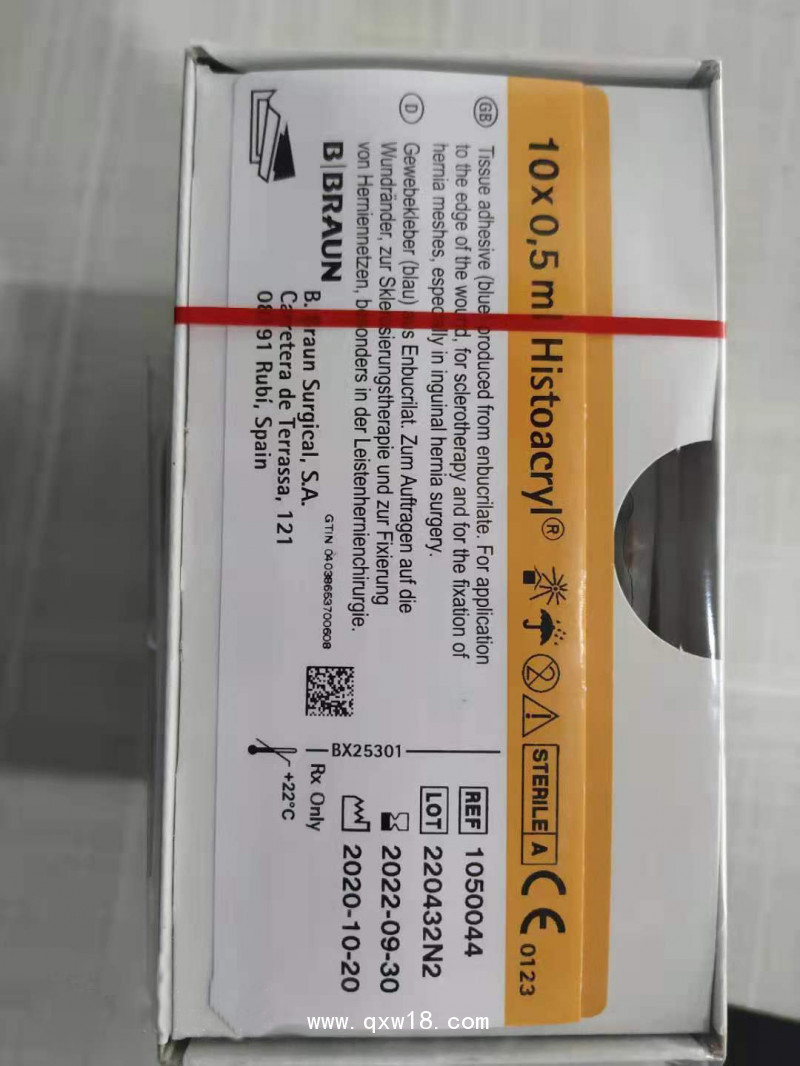 10 x 0,5 ml Histoacryl®
STERILE A CE 0123
GB Tissue adhesive (blue) produced from enbucrilate. For application
to the edge of the wound, for sclerotherapy and for the fixation of
hernia meshes, especially in inguinal hernia surgery.
D Gewebekleber (blau) aus Enbucrilat. Zum Auftragen auf die
Wundränder, zur Sklerosierungstherapie und zur Fixierung
von Herniennetzen, besonders in der Leistenhernienchirurgie.
B|BRAUN
B. Braun Surgical, S.A.
Carretera de Terrassa, 121
08191 Rubí, Spain
GTIN 04038653700608
BX25301
REF 1050044
LOT 220432N2
2022-09-30
2020-10-20
Rx Only
+22°C
www.qxw18.com